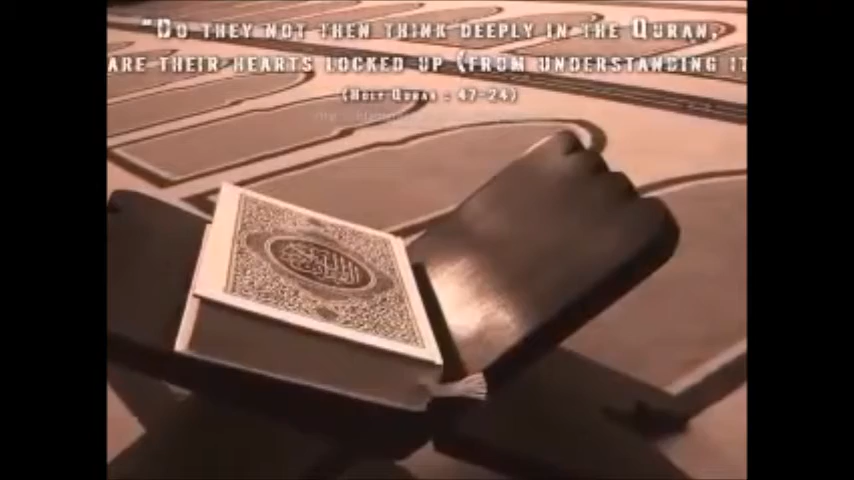 "Do they not then think deeply in the Quran,
are their hearts locked up (from understanding it
(Holy Quran : 47-24)